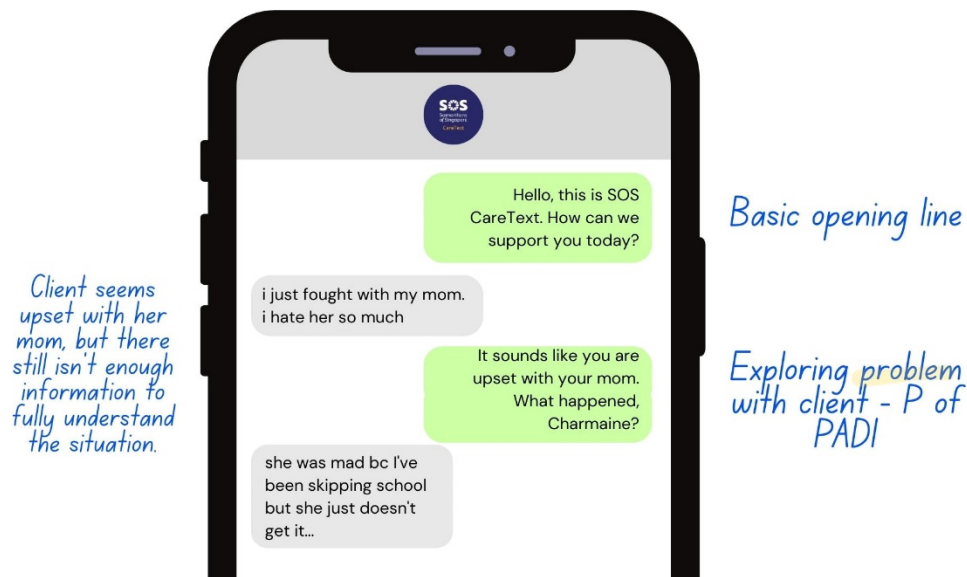 SOS
Samaritans
of Singapore
CareText
Hello, this is SOS
CareText. How can we
support you today?
Basic opening line
i just fought with my mom.
i hate her so much
Client seems
upset with her
mom, but there
still isn't enough
information to
fully understand
the situation.
It sounds like you are
upset with your mom.
What happened,
Charmaine?
Exploring problem
with client - P of
PADI
she was mad bc I've
been skipping school
but she just doesn't
get it...